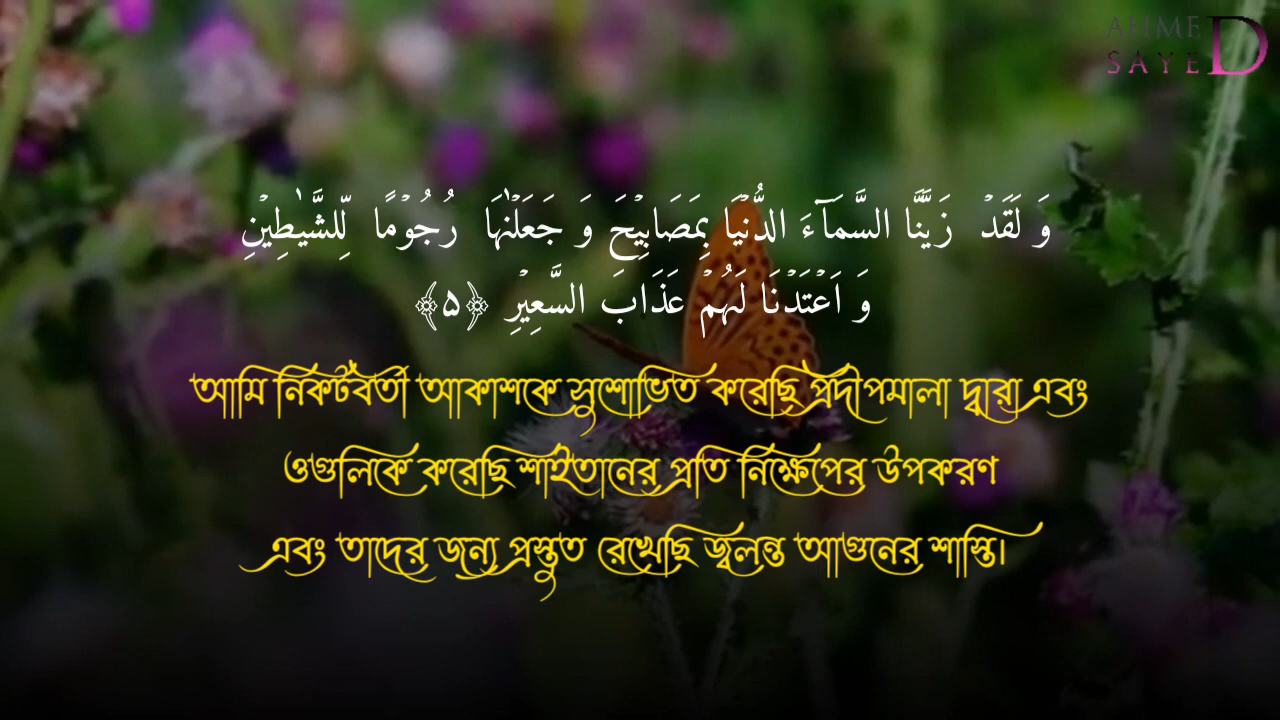 AHMED
SAYED
وَ لَقَدۡ زَیَّنَّا السَّمَآءَ الدُّنۡیَا بِمَصَابِیۡحَ وَ جَعَلۡنٰهَا رُجُوۡمًا لِّلشَّیٰطِیۡنِ
وَ اَعۡتَدۡنَا لَهُمۡ عَذَابَ السَّعِیۡرِ ﴿۵﴾
আমি নিকটবর্তী আকাশকে সুশোভিত করেছি প্রদীপমালা দ্বারা এবং
ওগুলিকে করেছি শাইতানের প্রতি নিক্ষেপের উপকরণ
এবং তাদের জন্য প্রস্তুত রেখেছি জ্বলন্ত আগুনের শাস্তি।